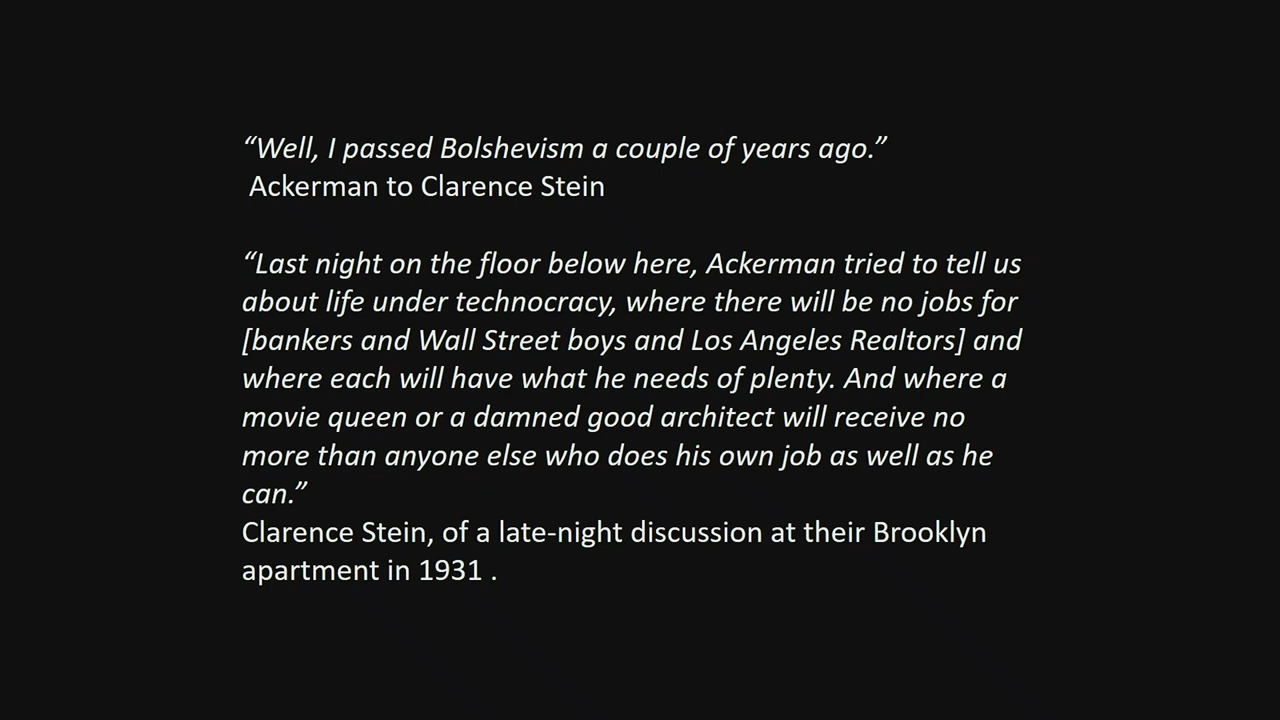 “Well, I passed Bolshevism a couple of years ago.”
Ackerman to Clarence Stein
“Last night on the floor below here, Ackerman tried to tell us
about life under technocracy, where there will be no jobs for
[bankers and Wall Street boys and Los Angeles Realtors] and
where each will have what he needs of plenty. And where a
movie queen or a damned good architect will receive no
more than anyone else who does his own job as well as he
can.”
Clarence Stein, of a late-night discussion at their Brooklyn
apartment in 1931 .